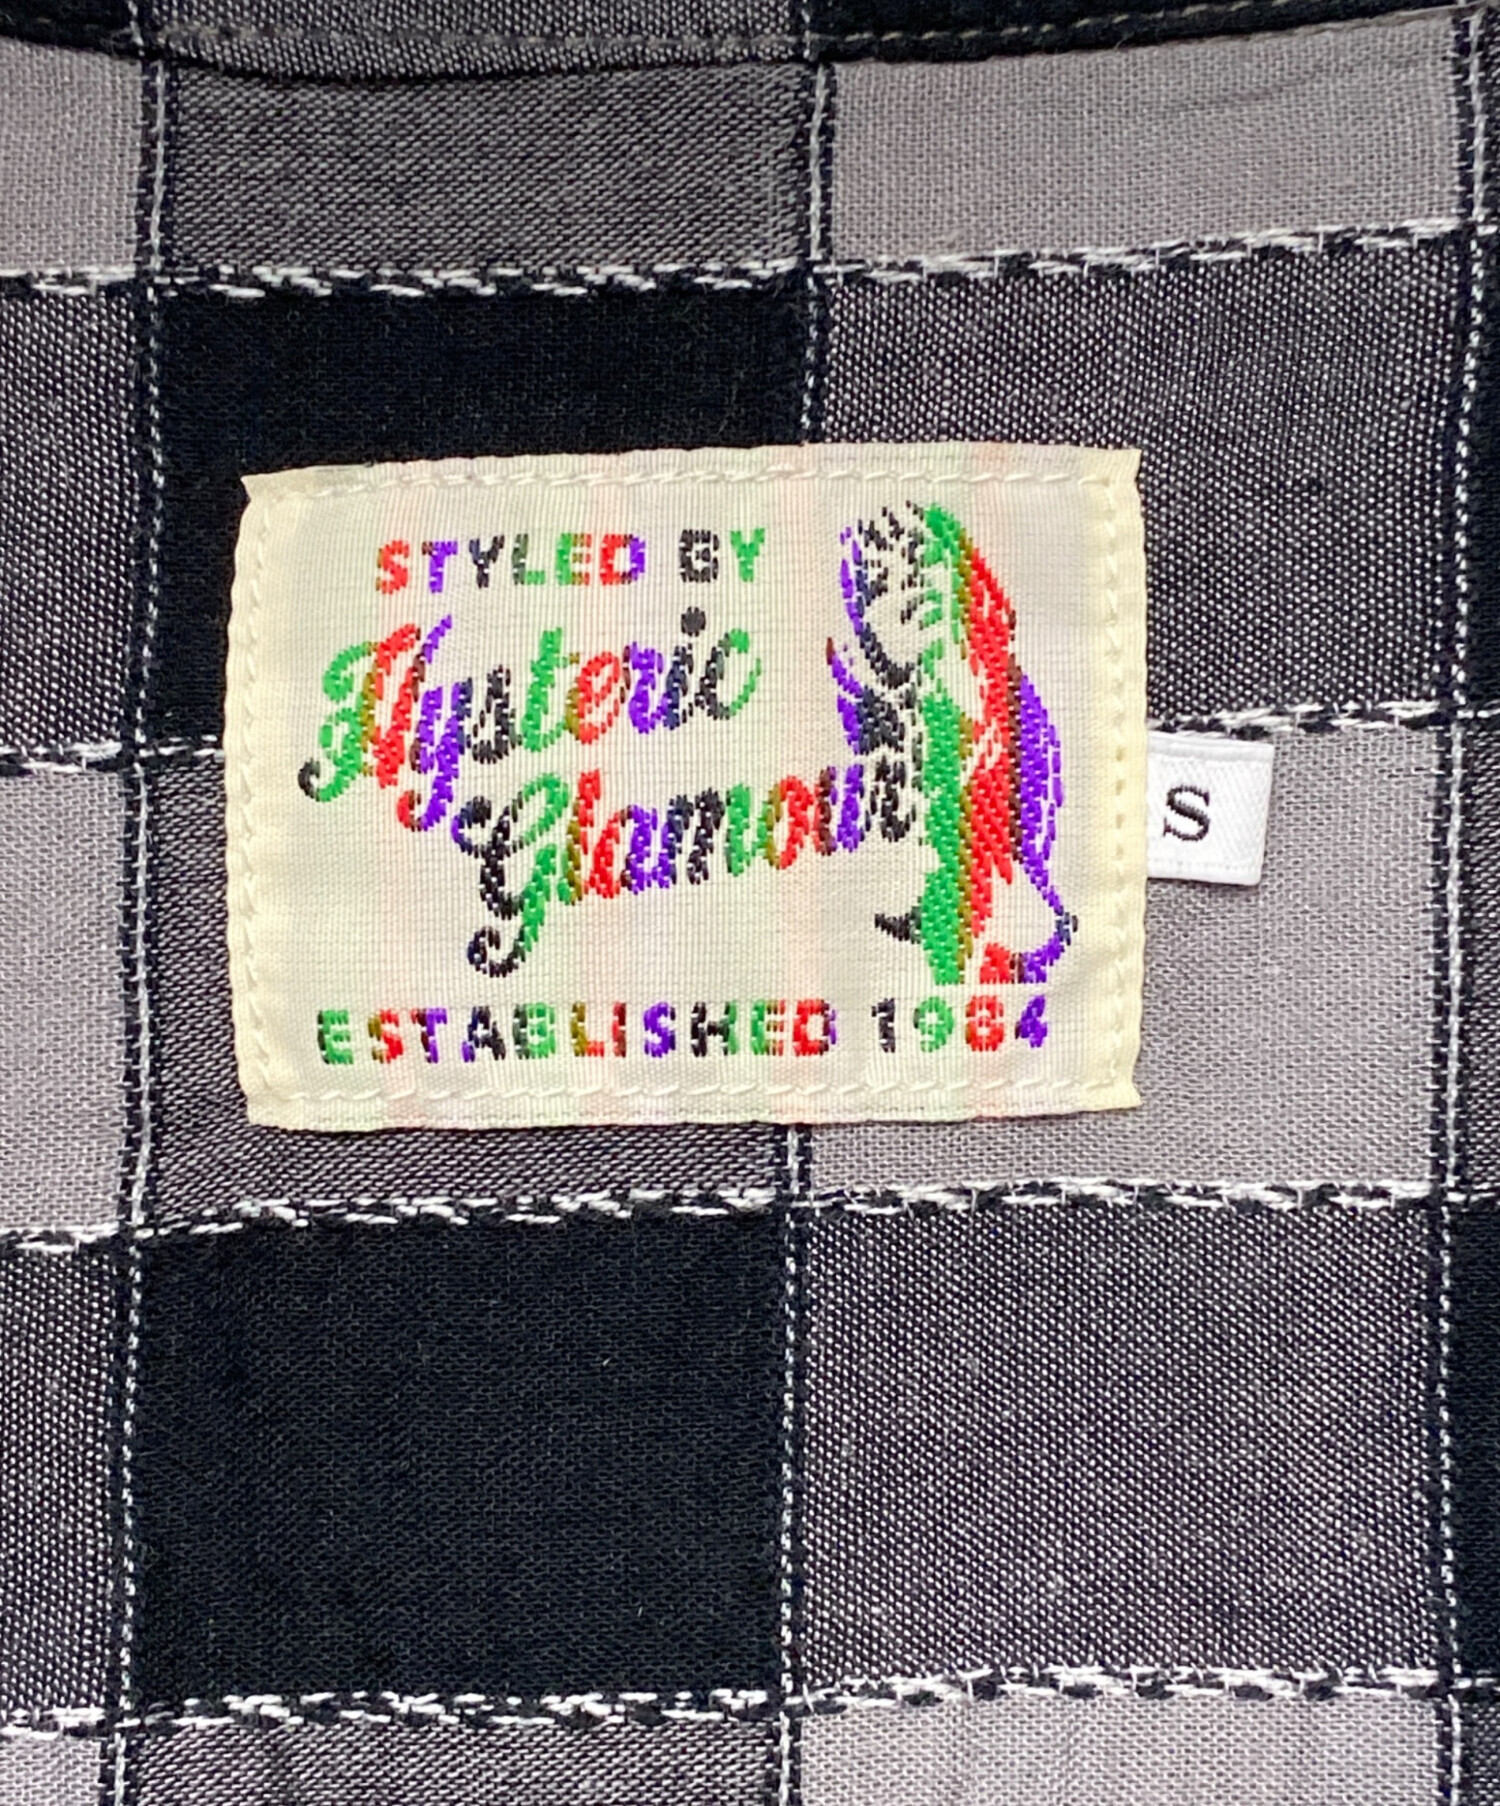 STYLED BY
Hysteric
Glamour
S
ESTABLISHED 1984